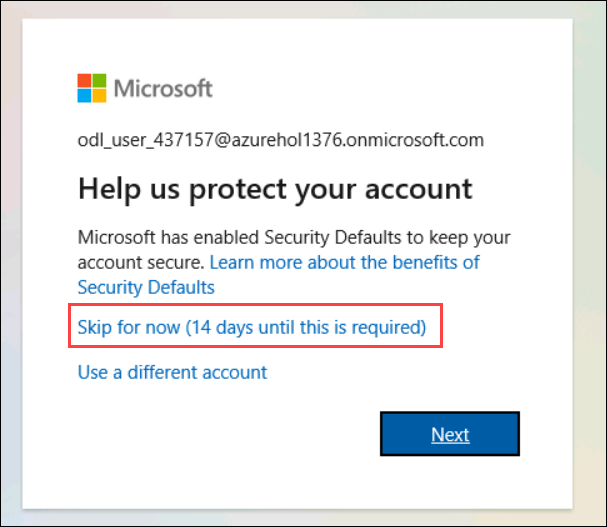 Microsoft
odl_user_437157@azurehol1376.onmicrosoft.com
Help us protect your account
Microsoft has enabled Security Defaults to keep your
account secure. Learn more about the benefits of
Security Defaults
Skip for now (14 days until this is required)
Use a different account
Next